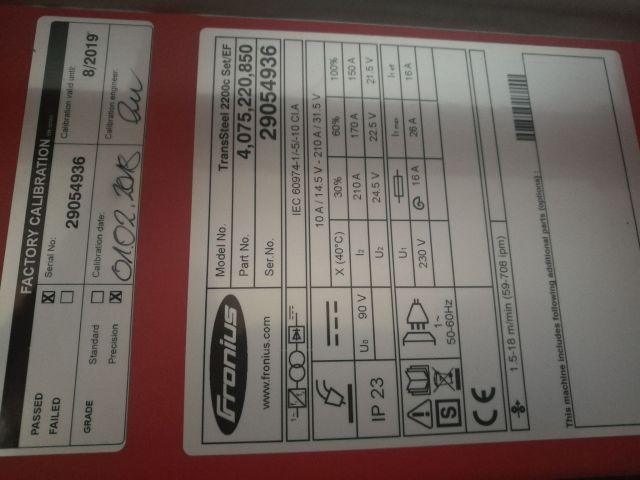 FACTORY CALIBRATION
PASSED X Serial No: Calibration valid until:
FAILED 29054936 8/2019
GRADE Standard Calibration date: Calibration engineer:
Precision X 01.02.2018
Fronius
www.fronius.com
Model No. TransSteel 2200c Set/EF
Part No. 4,075,220,850
Ser.No. 29054936
1~ IEC 60974-1/-5/-10 Cl.A
10 A / 14.5 V - 210 A / 31.5 V
X (40°C) 30% 60% 100%
U₀ 90 V I₂ 210 A 170 A 150 A
U₂ 24.5 V 22.5 V 21.5 V
IP 23
U₁ I₁ max I₁ eff
1~ 50-60Hz 230 V 16 A 26 A 16 A
S
CE
1.5-18 m/min (59-708 ipm)
This machine includes following additional parts (optional) :